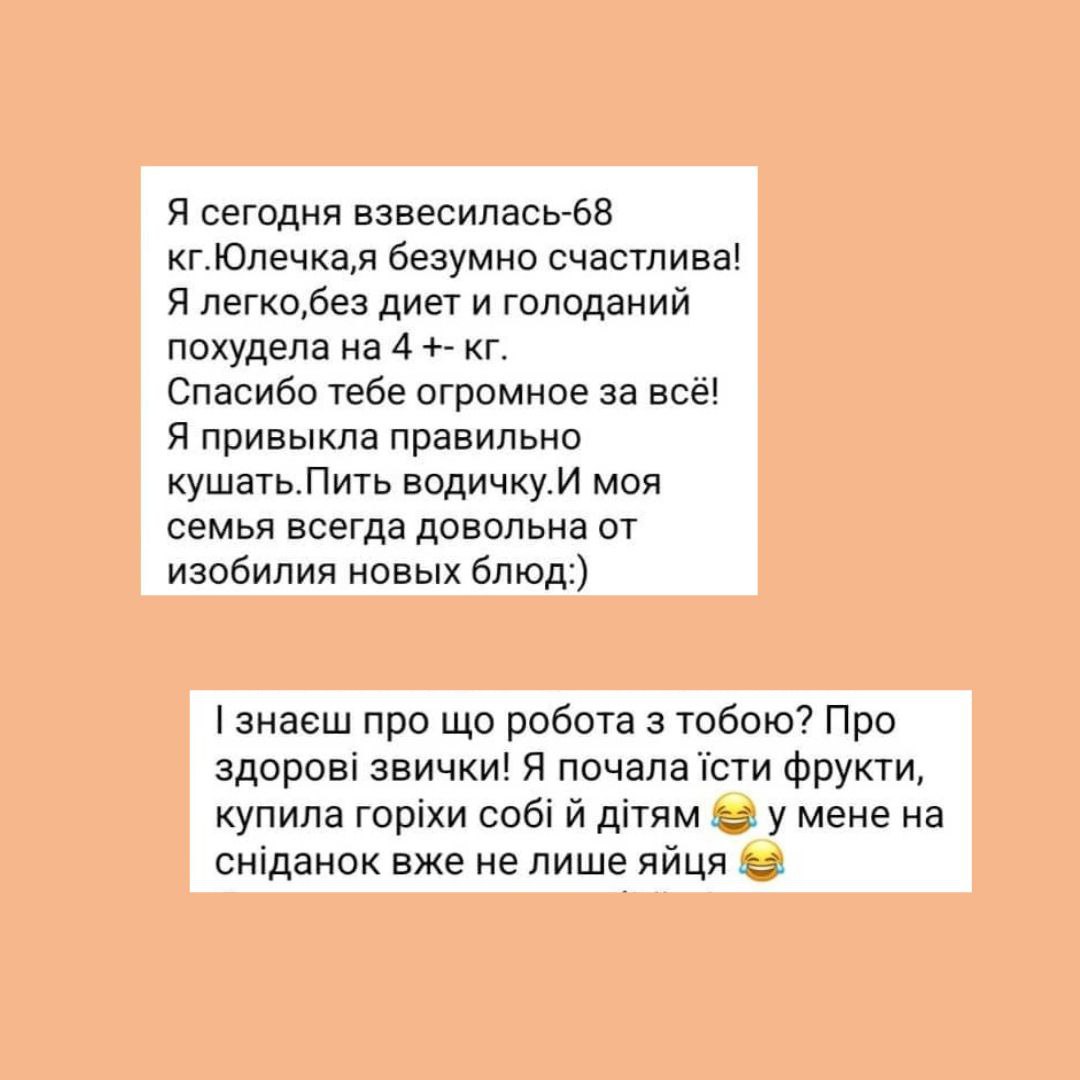 Я сегодня взвесилась-68
кг.Юлечка,я безумно счастлива!
Я легко,без диет и голоданий
похудела на 4 +- кг.
Спасибо тебе огромное за всё!
Я привыкла правильно
кушать.Пить водичку.И моя
семья всегда довольна от
изобилия новых блюд:)
І знаєш про що робота з тобою? Про
здорові звички! Я почала їсти фрукти,
купила горіхи собі й дітям 😂 у мене на
сніданок вже не лише яйця 😂